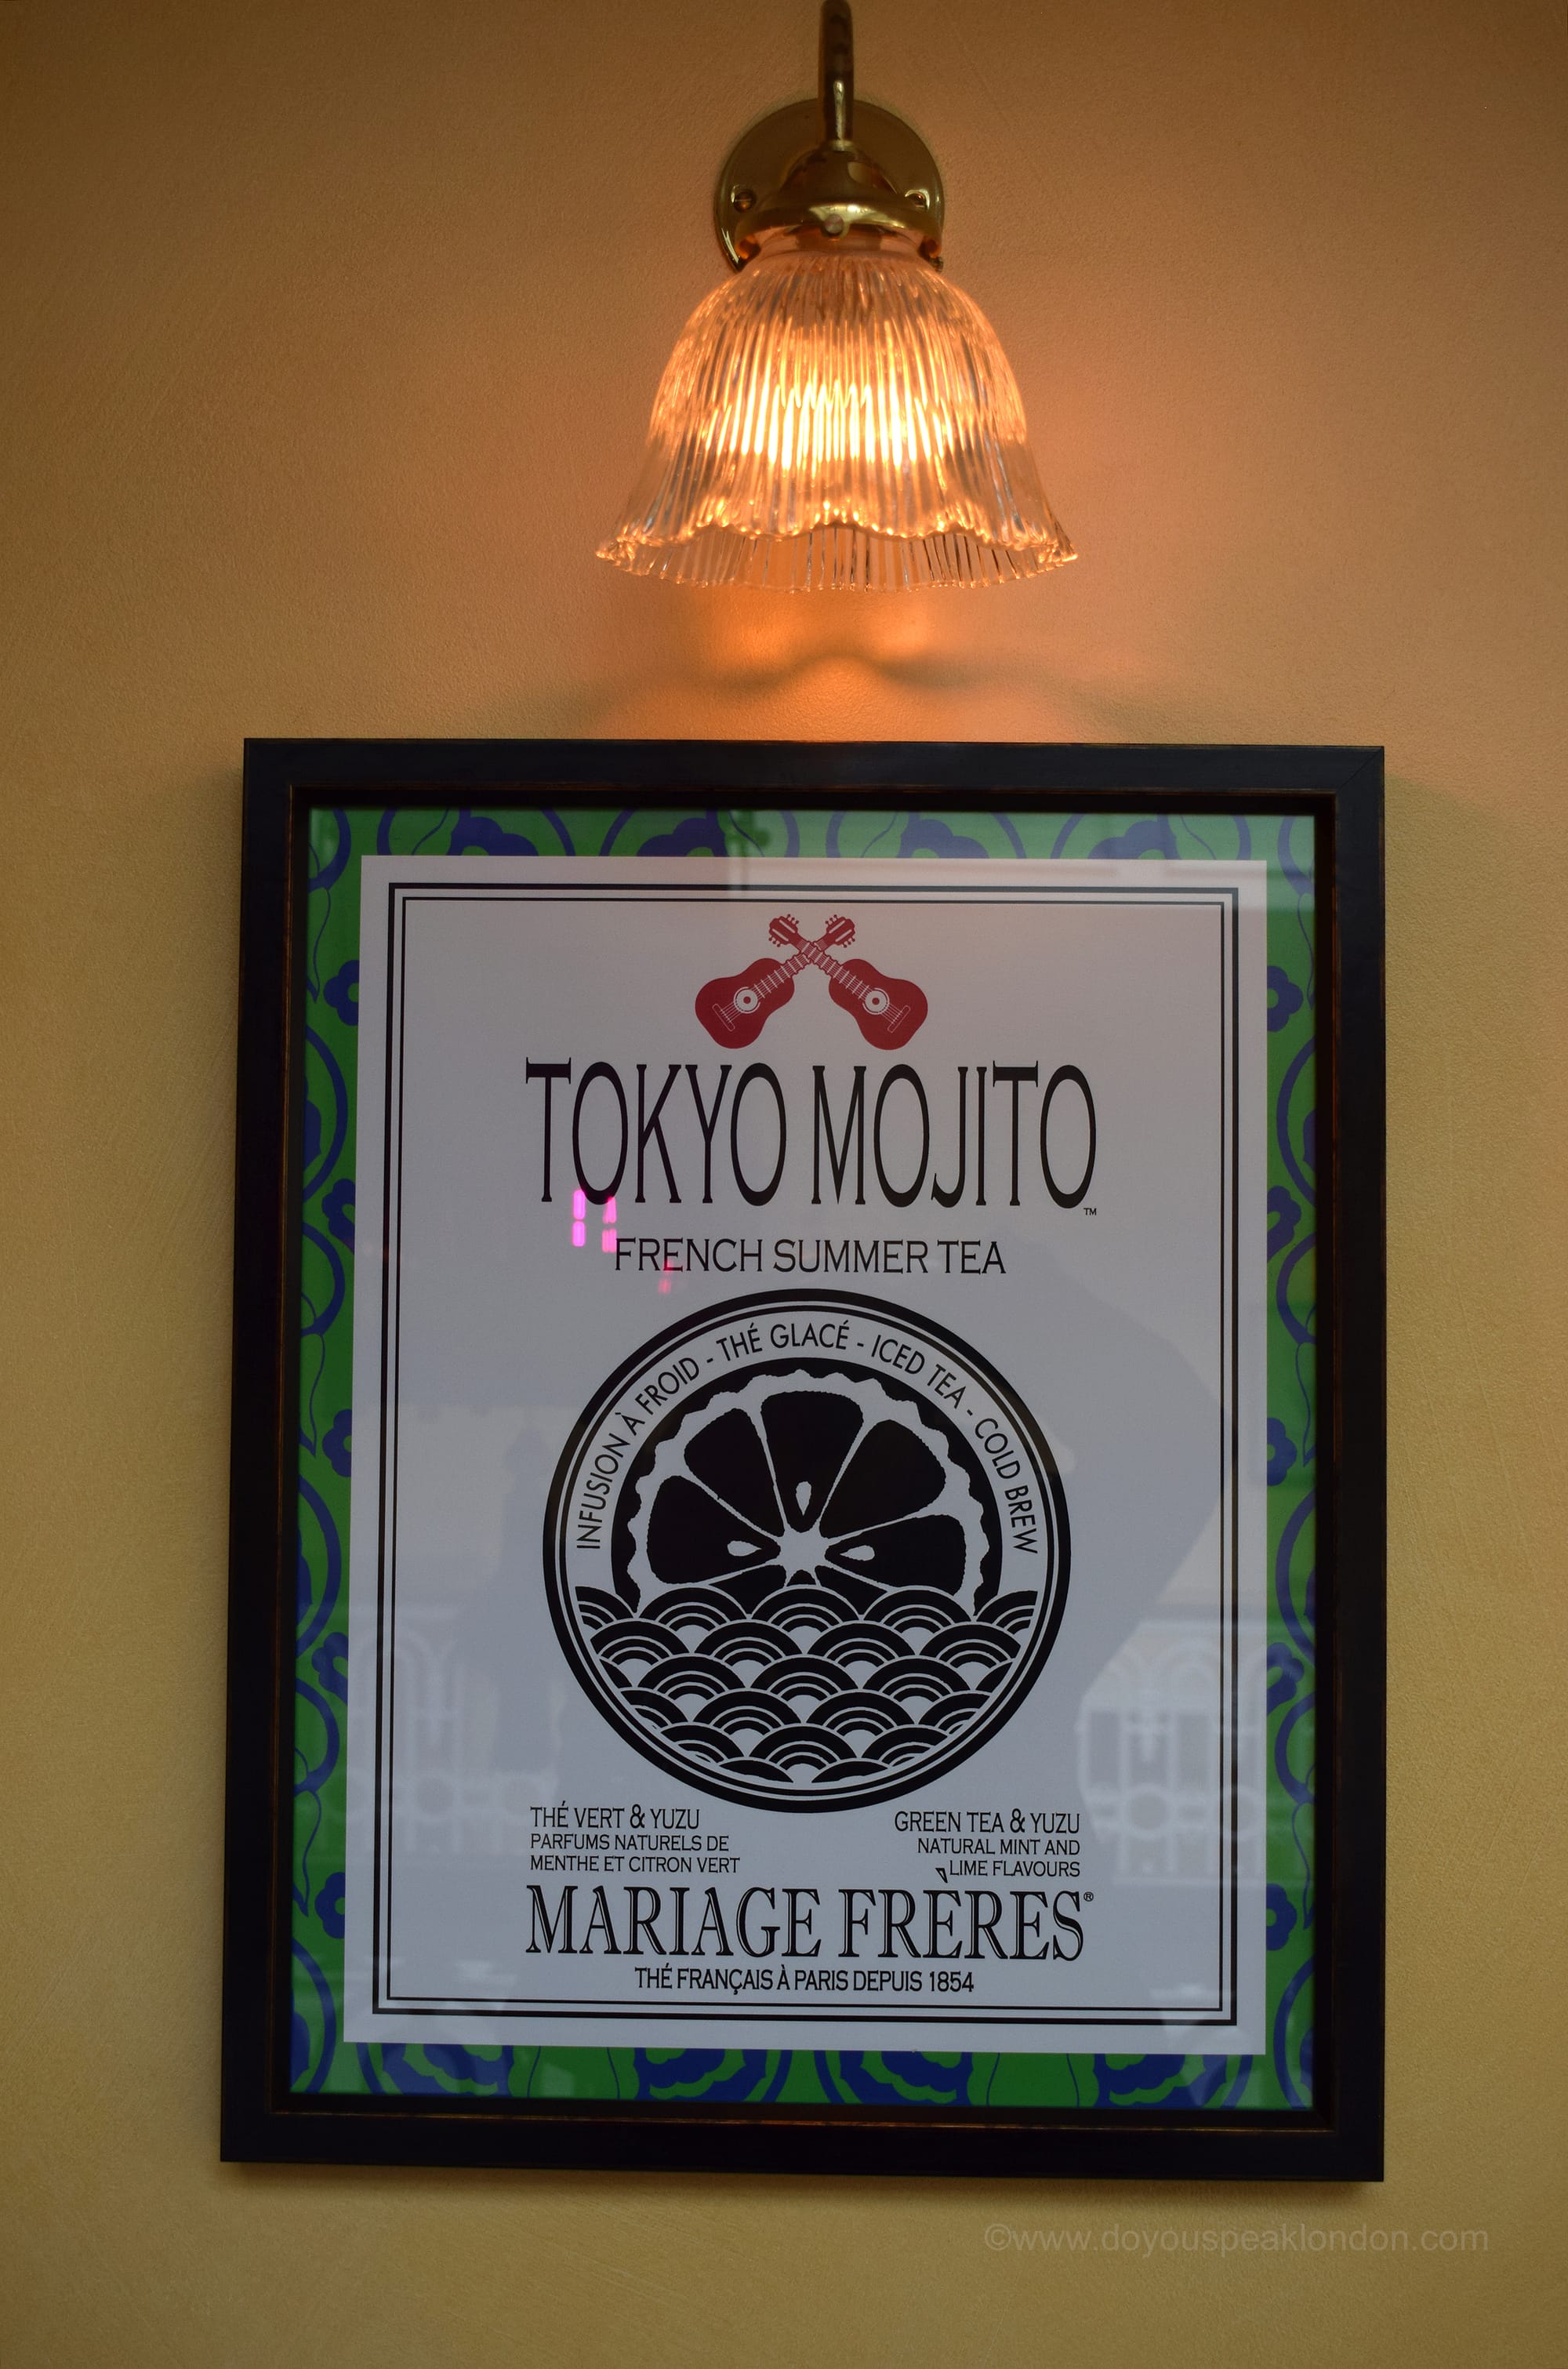 TOKYO MOJITO™
FRENCH SUMMER TEA
INFUSION À FROID - THÉ GLACÉ - ICED TEA - COLD BREW
THÉ VERT & YUZU
PARFUMS NATURELS DE
MENTHE ET CITRON VERT
GREEN TEA & YUZU
NATURAL MINT AND
LIME FLAVOURS
MARIAGE FRÈRES®
THÉ FRANÇAIS À PARIS DEPUIS 1854
©www.doyouspeaklondon.com